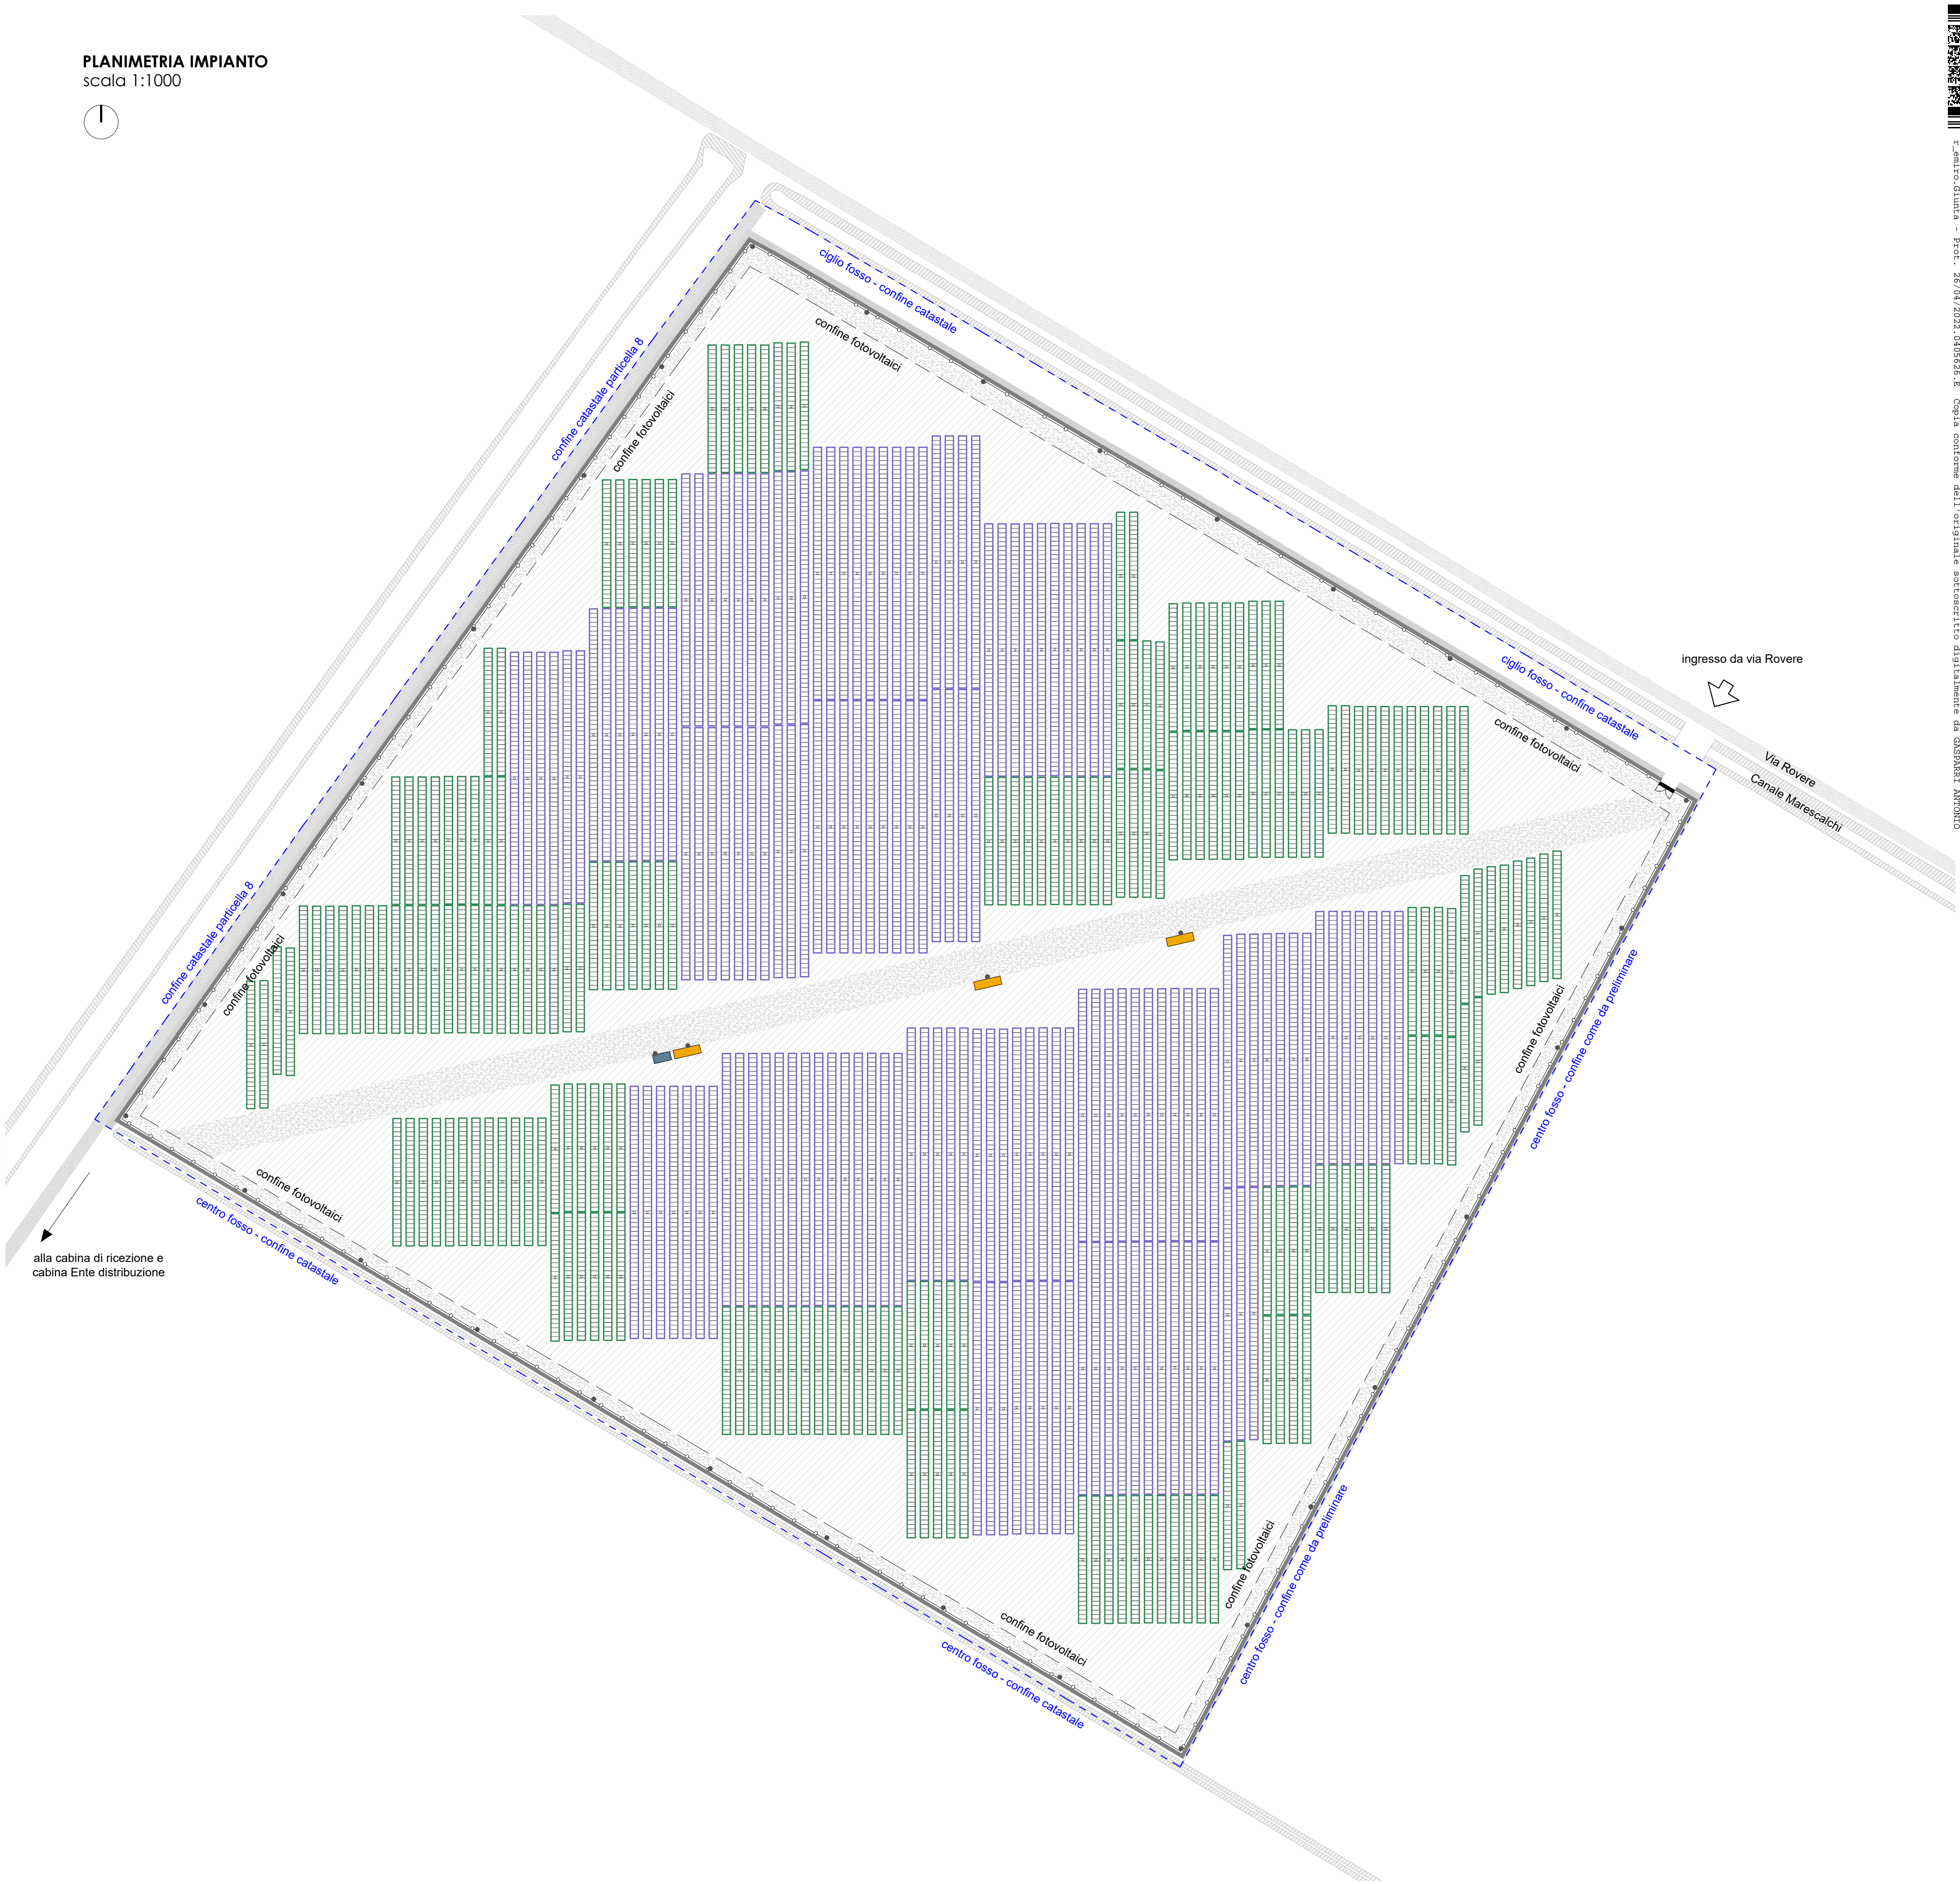 PLANIMETRIA IMPIANTO
scala 1:1000
r_emiro.Giunta - Prot. 26/04/2022.0405626.E Copia conforme dell'originale sottoscritto digitalmente da GASPARRI ANTONIO
ciglio fosso - confine catastale
confine fotovoltaici
confine catastale particella 8
confine fotovoltaici
ingresso da via Rovere
ciglio fosso - confine catastale
confine fotovoltaici
Via Rovere
Canale Marescalchi
confine catastale particella 8
confine fotovoltaici
confine fotovoltaici
centro fosso - confine come da preliminare
confine fotovoltaici
centro fosso - confine catastale
alla cabina di ricezione e
cabina Ente distribuzione
confine fotovoltaici
centro fosso - confine come da preliminare
confine fotovoltaici
centro fosso - confine catastale